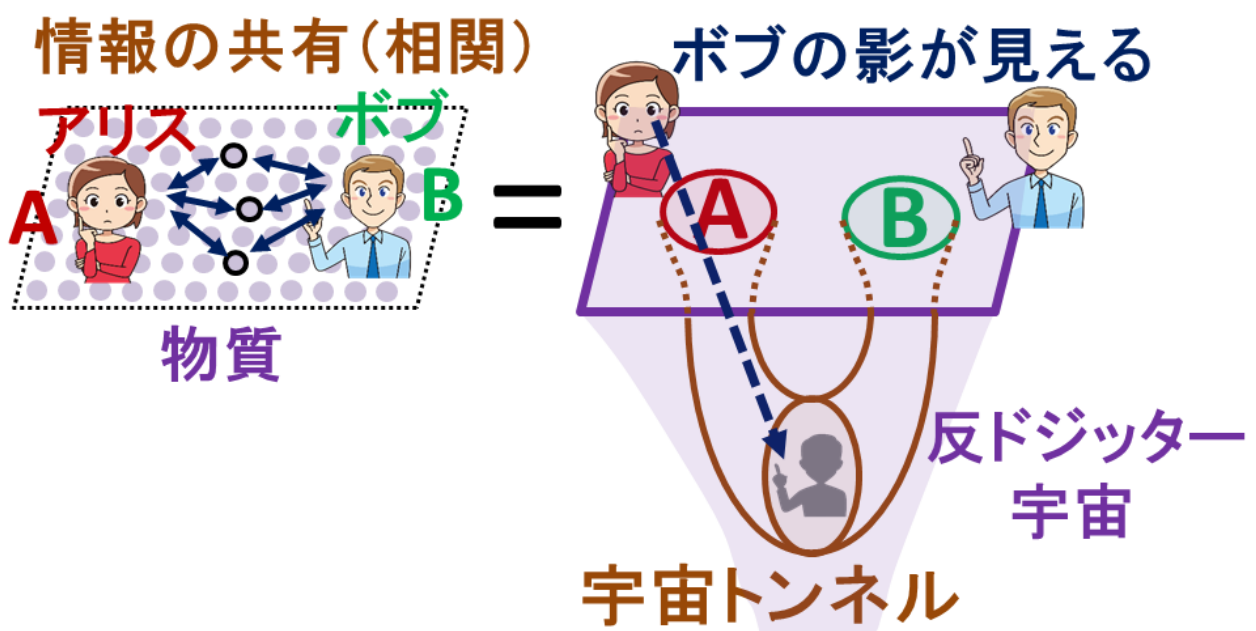 情報の共有(相関)
アリス
ボブ
A
B
物質
=
ボブの影が見える
A
B
反ドジッター
宇宙
宇宙トンネル